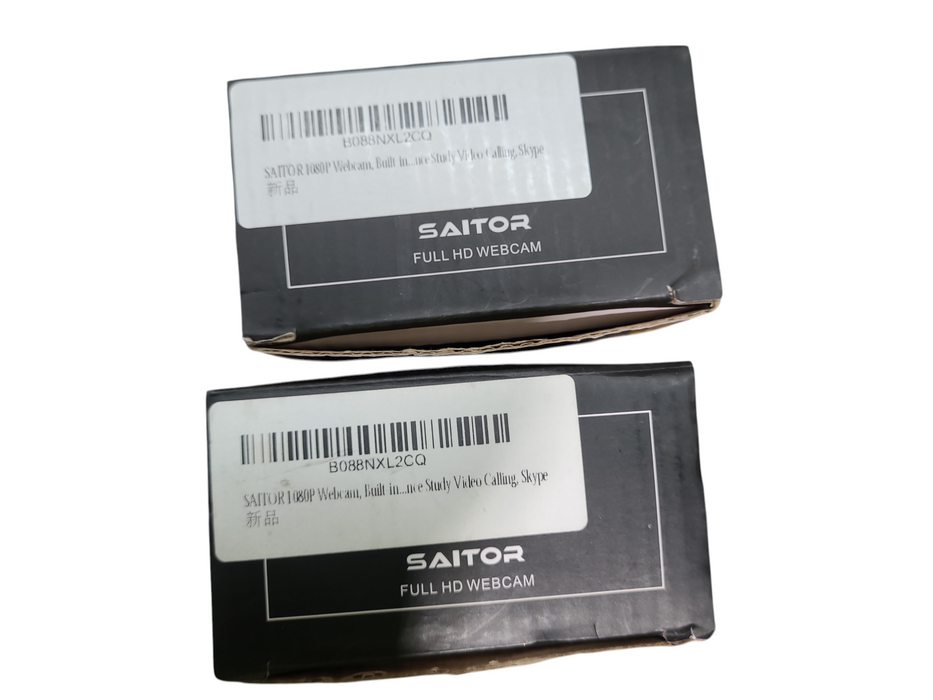 B088NXL2CQ
SAITOR 1080P Webcam, Built-in...nce Study Video Calling, Skype
新品
SAITOR
FULL HD WEBCAM
B088NXL2CQ
SAITOR 1080P Webcam, Built-in...nce Study Video Calling, Skype
新品
SAITOR
FULL HD WEBCAM